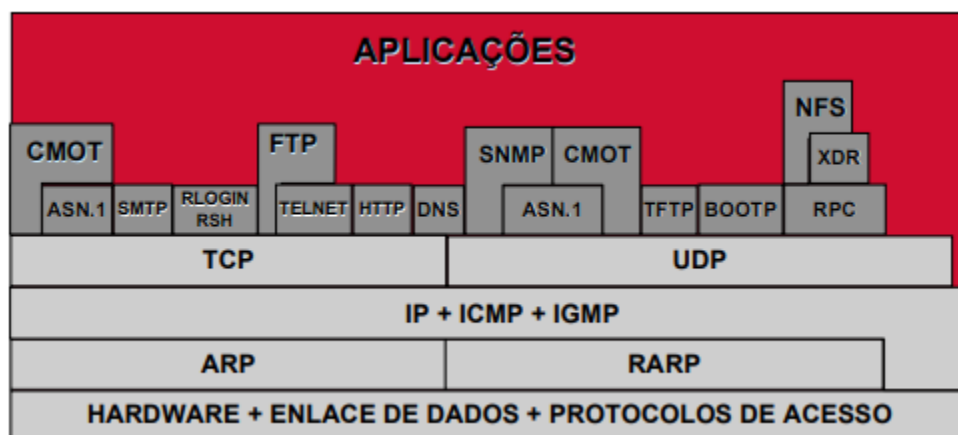 APLICAÇÕES
NFS
CMOT
FTP
SNMP
CMOT
XDR
ASN.1
SMTP
RLOGIN
RSH
TELNET
HTTP
DNS
ASN.1
TFTP
BOOTP
RPC
TCP
UDP
IP + ICMP + IGMP
ARP
RARP
HARDWARE + ENLACE DE DADOS + PROTOCOLOS DE ACESSO